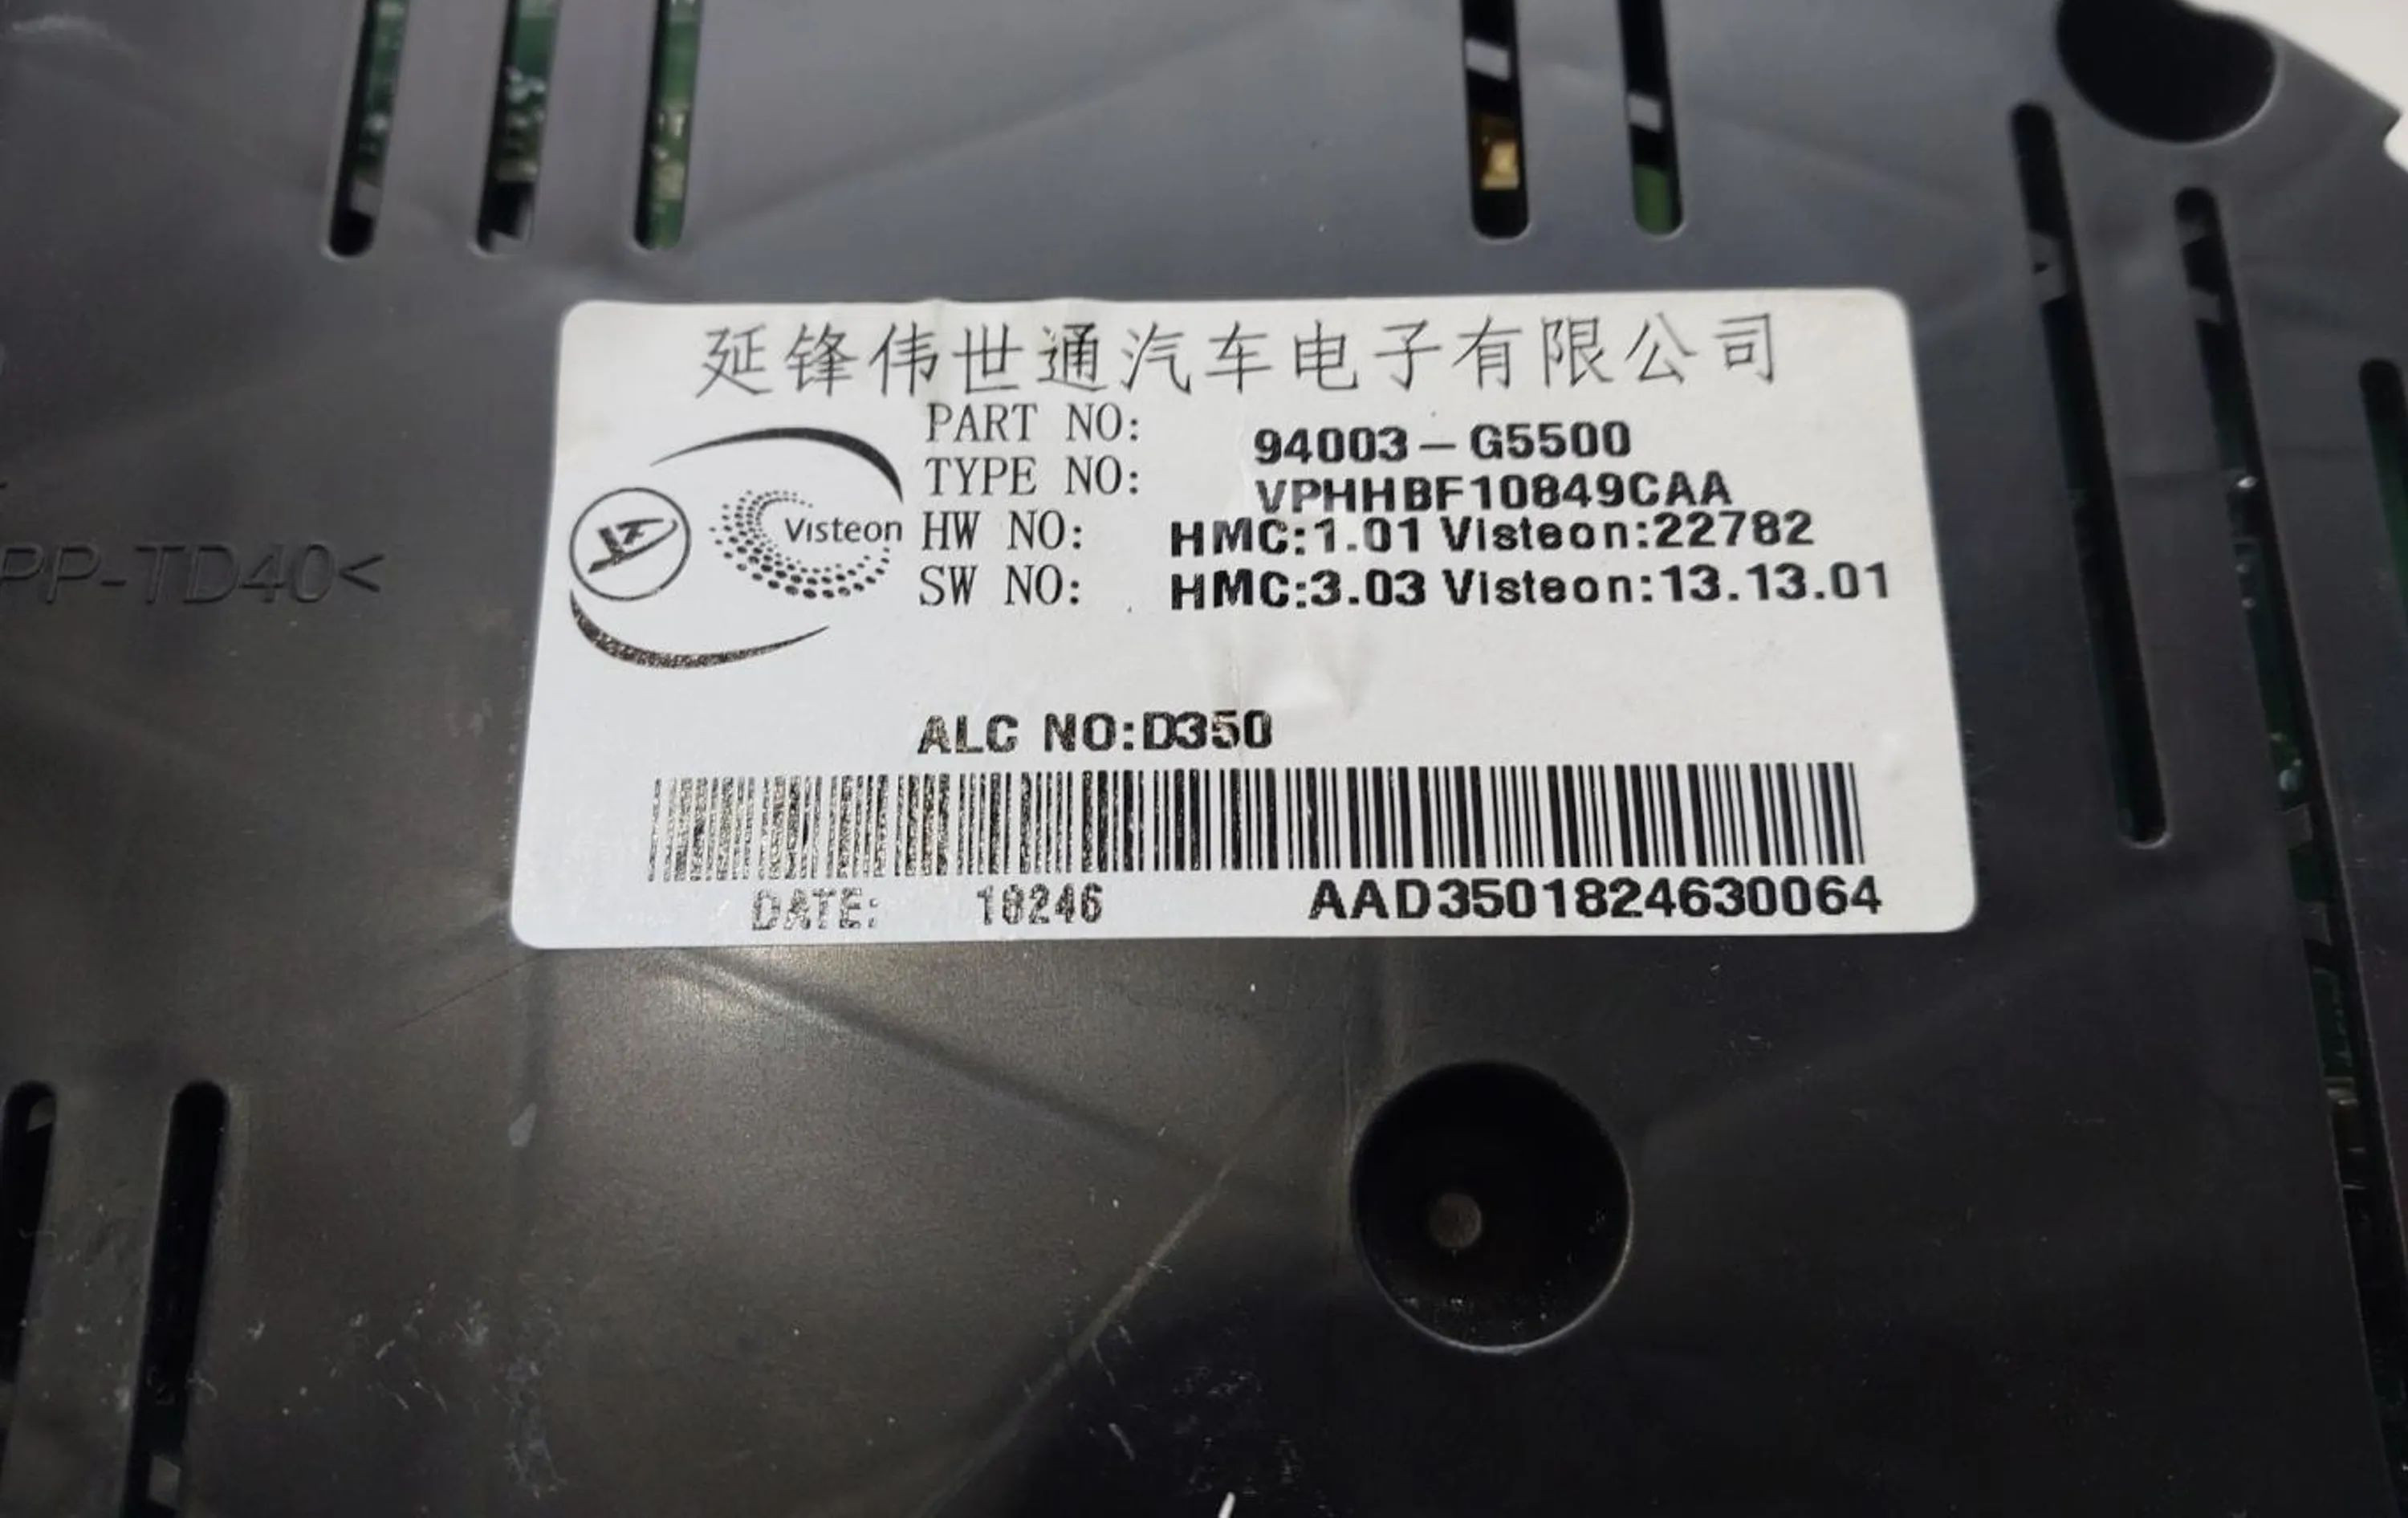 延锋伟世通汽车电子有限公司
PART NO: 94003-G5500
TYPE NO: VPHHBF10849CAA
Visteon
HW NO: HMC:1.01 Visteon:22782
SW NO: HMC:3.03 Visteon:13.13.01
PP-TD40<
ALC NO:D350
DATE: 18246 AAD3501824630064